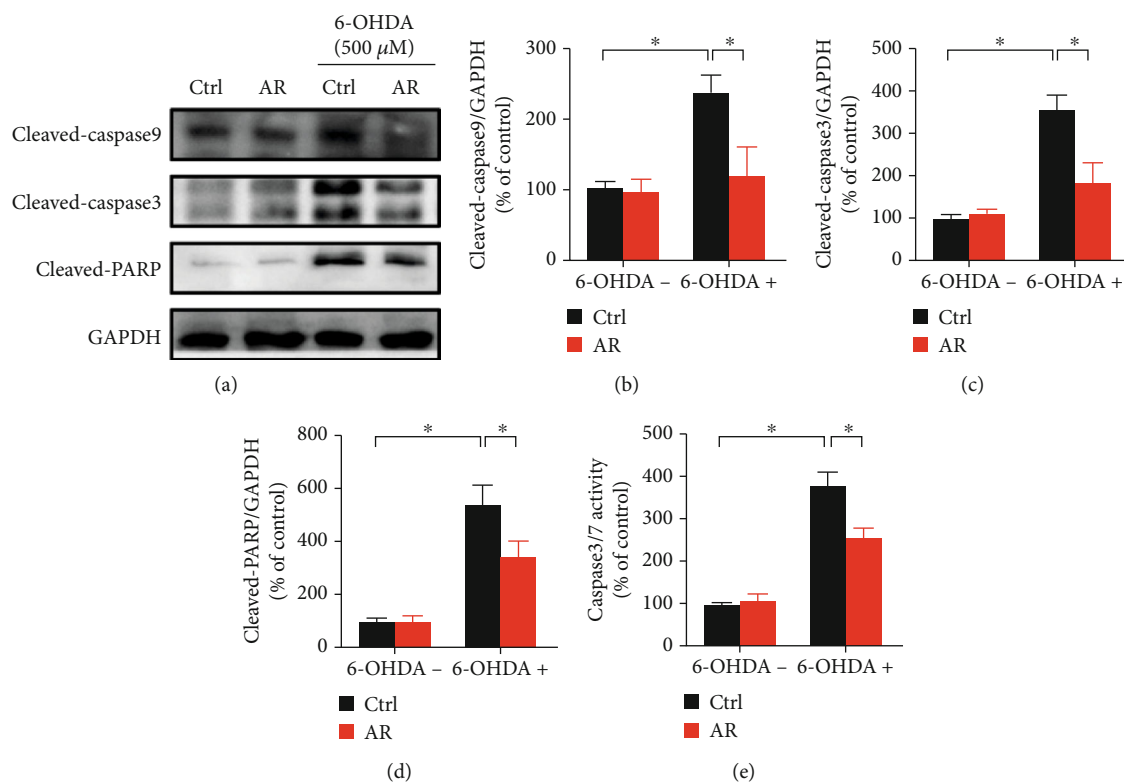 6-OHDA
(500 μM)
Ctrl AR Ctrl AR
Cleaved-caspase9
Cleaved-caspase3
Cleaved-PARP
GAPDH
(a)
Cleaved-caspase9/GAPDH
(% of control)
300
200
100
0
* *
6-OHDA – 6-OHDA +
Ctrl
AR
(b)
Cleaved-caspase3/GAPDH
(% of control)
500
400
300
200
100
0
* *
6-OHDA – 6-OHDA +
Ctrl
AR
(c)
Cleaved-PARP/GAPDH
(% of control)
800
600
400
200
0
* *
6-OHDA – 6-OHDA +
Ctrl
AR
(d)
Caspase3/7 activity
(% of control)
500
400
300
200
100
0
* *
6-OHDA – 6-OHDA +
Ctrl
AR
(e)